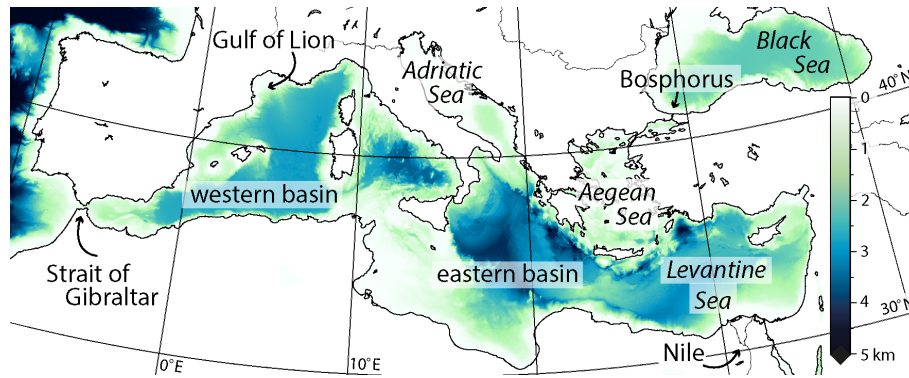 Gulf of Lion
Adriatic
Sea
Black
Sea
Bosphorus
40°N
0
1
2
3
4
5 km
western basin
Aegean
Sea
Strait of
Gibraltar
eastern basin
Levantine
Sea
30°N
Nile
0°E
10°E